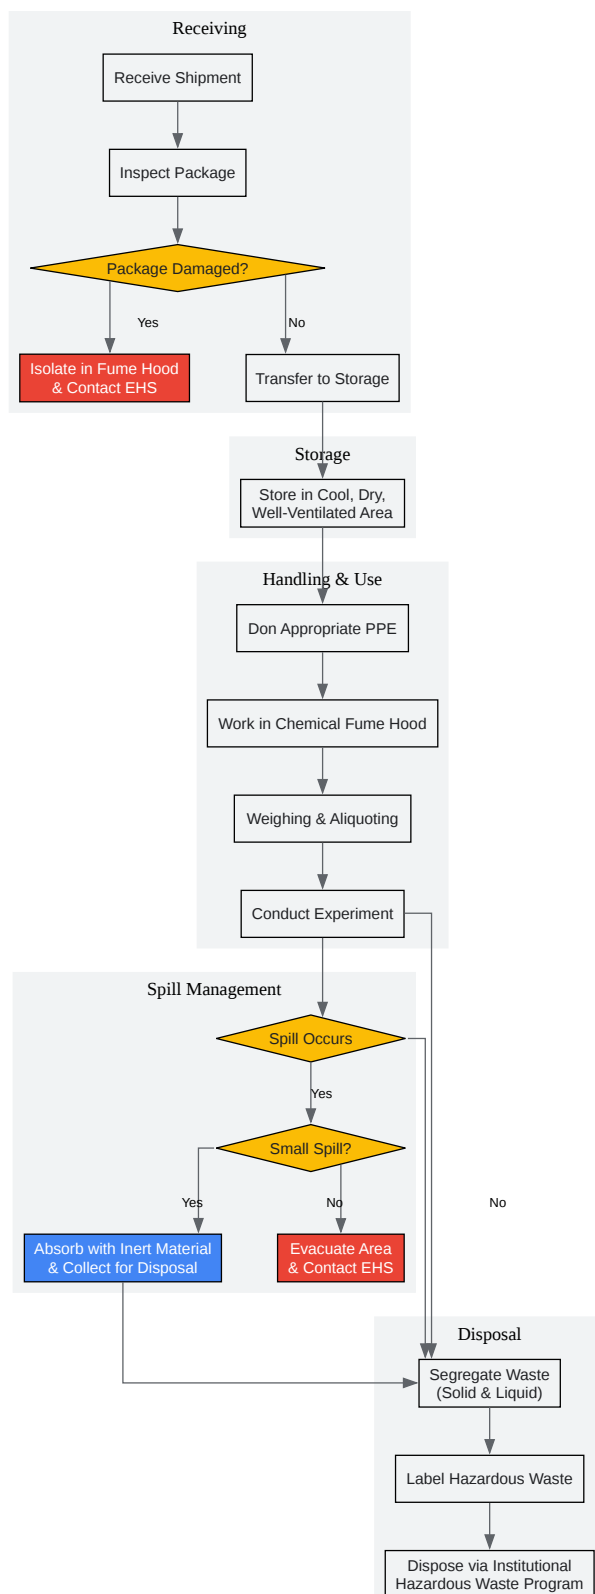 Receiving
Receive Shipment
Inspect Package
Package Damaged?
Yes
No
Isolate in Fume Hood
& Contact EHS
Transfer to Storage
Storage
Store in Cool, Dry,
Well-Ventilated Area
Handling & Use
Don Appropriate PPE
Work in Chemical Fume Hood
Weighing & Aliquoting
Conduct Experiment
Spill Management
Spill Occurs
Yes
Small Spill?
Yes
No
No
Absorb with Inert Material
& Collect for Disposal
Evacuate Area
& Contact EHS
Disposal
Segregate Waste
(Solid & Liquid)
Label Hazardous Waste
Dispose via Institutional
Hazardous Waste Program